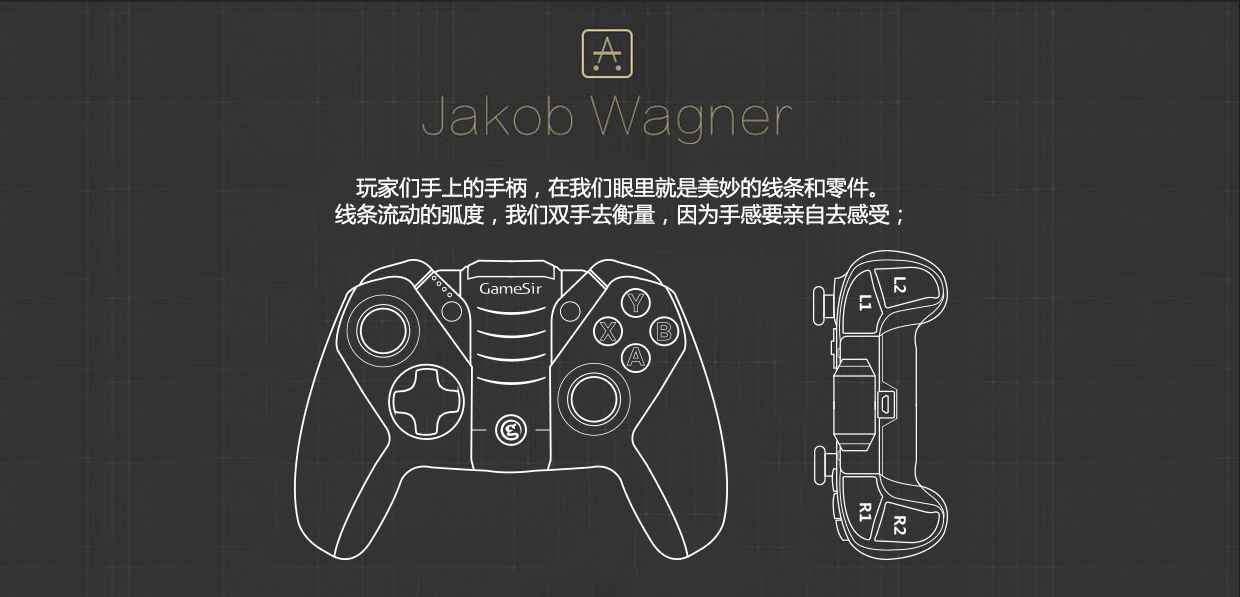 A
Jakob Wagner
玩家们手上的手柄，在我们眼里就是美妙的线条和零件。
线条流动的弧度，我们双手去衡量，因为手感要亲自去感受；
GameSir
Y
X
B
A
L1
L2
R1
R2